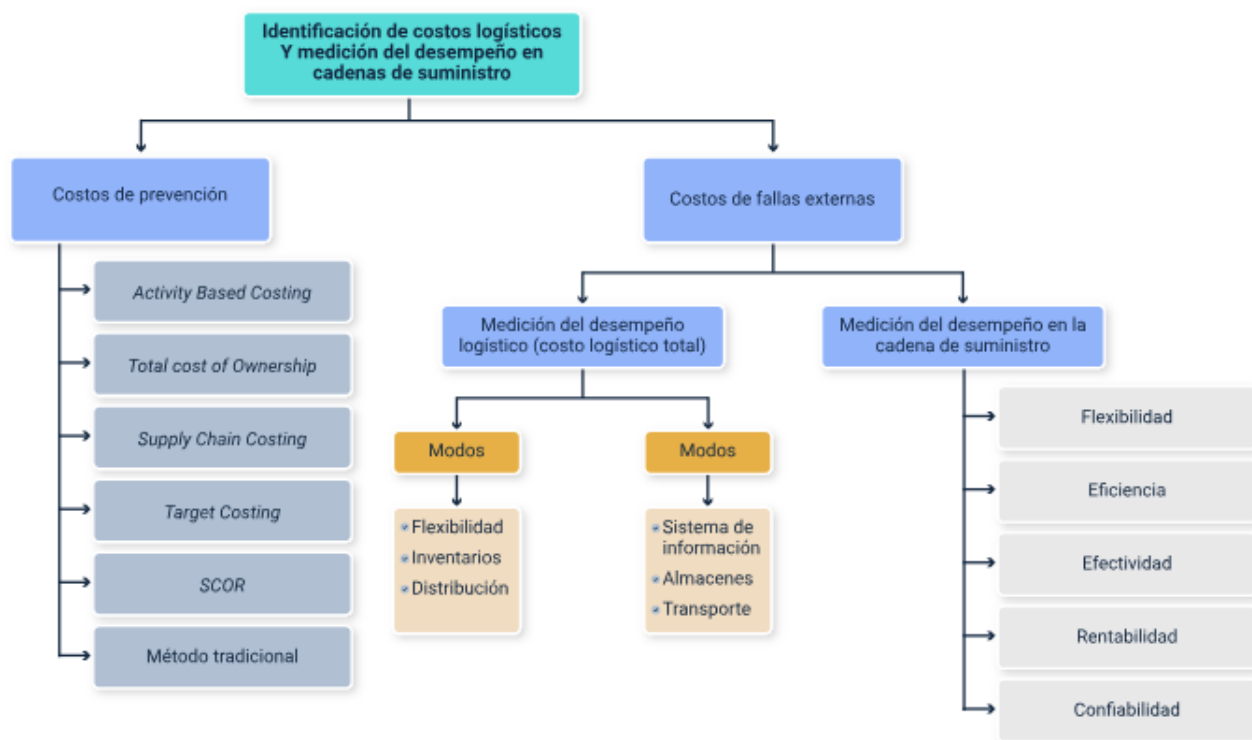 Identificación de costos logísticos
Y medición del desempeño en
cadenas de suministro
Costos de prevención
Activity Based Costing
Total cost of Ownership
Supply Chain Costing
Target Costing
SCOR
Método tradicional
Costos de fallas externas
Medición del desempeño
logístico (costo logístico total)
Modos
Flexibilidad
Inventarios
Distribución
Modos
Sistema de
información
Almacenes
Transporte
Medición del desempeño en la
cadena de suministro
Flexibilidad
Eficiencia
Efectividad
Rentabilidad
Confiabilidad